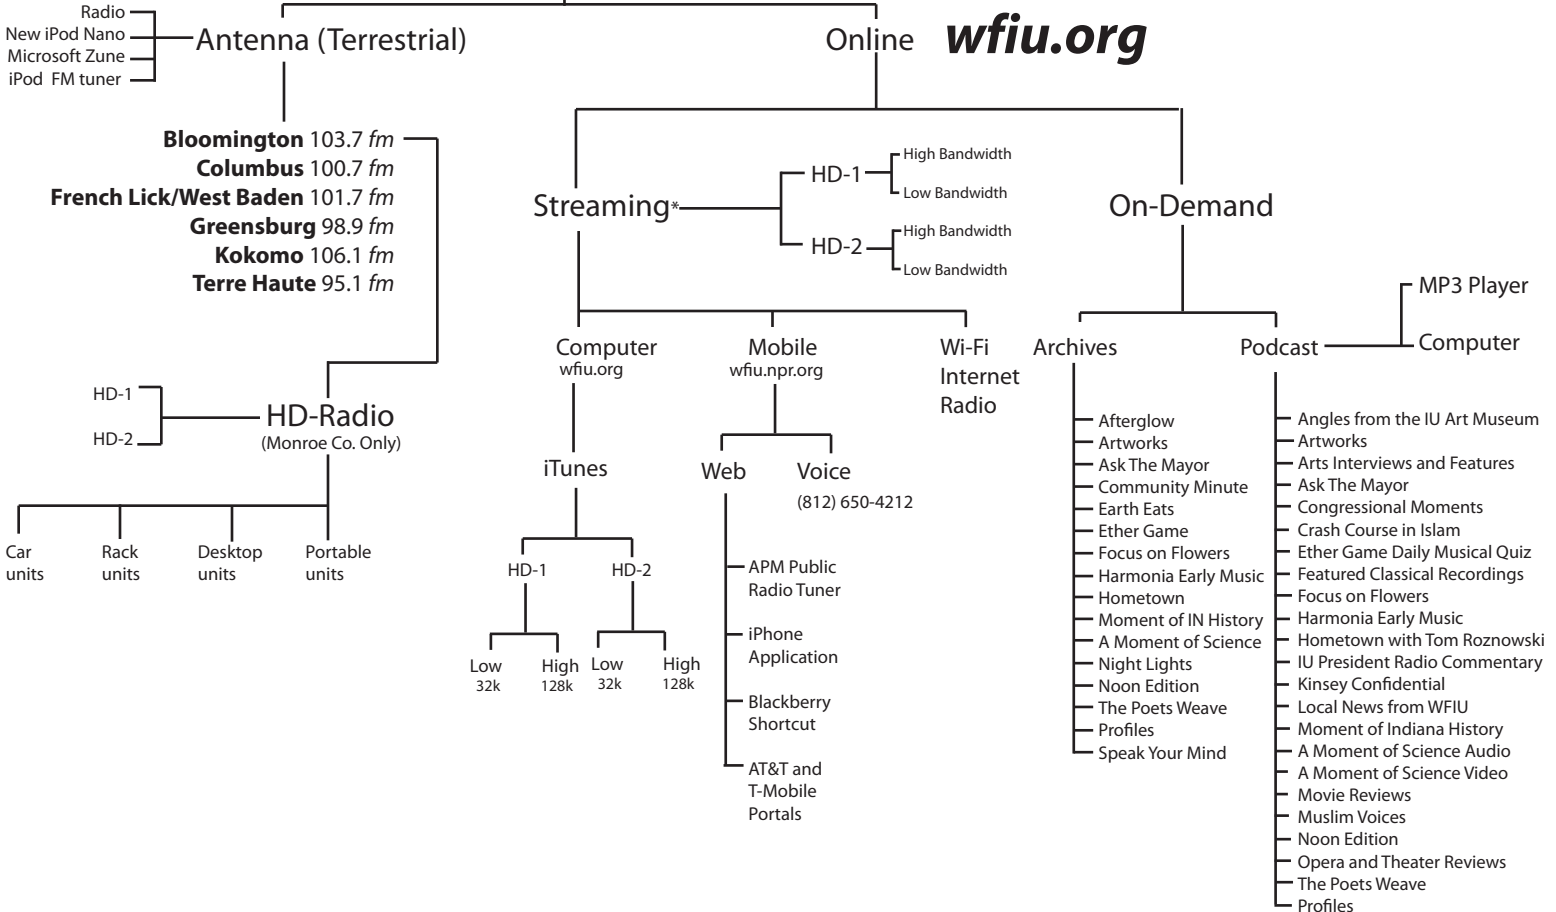 Radio
New iPod Nano
Microsoft Zune
iPod FM tuner
Antenna (Terrestrial)
Online
wfiu.org
Bloomington 103.7 fm
Columbus 100.7 fm
French Lick/West Baden 101.7 fm
Greensburg 98.9 fm
Kokomo 106.1 fm
Terre Haute 95.1 fm
HD-1
HD-2
HD-Radio
(Monroe Co. Only)
Car
units
Rack
units
Desktop
units
Portable
units
Streaming*
HD-1
High Bandwidth
Low Bandwidth
HD-2
High Bandwidth
Low Bandwidth
Computer
wfiu.org
iTunes
HD-1
HD-2
Low
32k
High
128k
Low
32k
High
128k
Mobile
wfiu.npr.org
Web
Voice
(812) 650-4212
APM Public
Radio Tuner
iPhone
Application
Blackberry
Shortcut
AT&T and
T-Mobile
Portals
Wi-Fi
Internet
Radio
On-Demand
Archives
Afterglow
Artworks
Ask The Mayor
Community Minute
Earth Eats
Ether Game
Focus on Flowers
Harmonia Early Music
Hometown
Moment of IN History
A Moment of Science
Night Lights
Noon Edition
The Poets Weave
Profiles
Speak Your Mind
Podcast
MP3 Player
Computer
Angles from the IU Art Museum
Artworks
Arts Interviews and Features
Ask The Mayor
Congressional Moments
Crash Course in Islam
Ether Game Daily Musical Quiz
Featured Classical Recordings
Focus on Flowers
Harmonia Early Music
Hometown with Tom Roznowski
IU President Radio Commentary
Kinsey Confidential
Local News from WFIU
Moment of Indiana History
A Moment of Science Audio
A Moment of Science Video
Movie Reviews
Muslim Voices
Noon Edition
Opera and Theater Reviews
The Poets Weave
Profiles